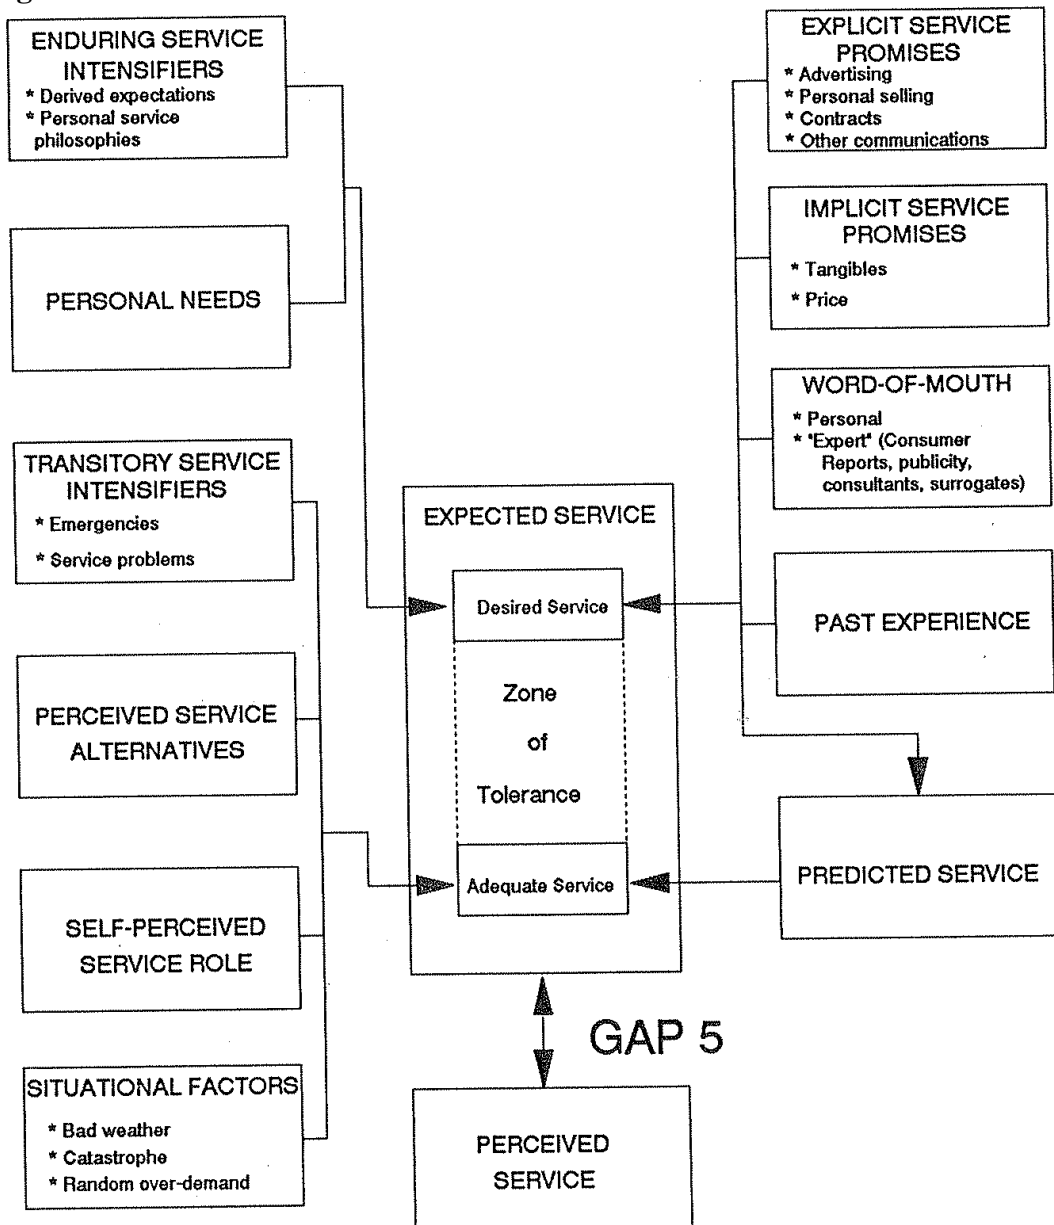 ENDURING SERVICE
INTENSIFIERS
* Derived expectations
* Personal service
philosophies
PERSONAL NEEDS
TRANSITORY SERVICE
INTENSIFIERS
* Emergencies
* Service problems
PERCEIVED SERVICE
ALTERNATIVES
SELF-PERCEIVED
SERVICE ROLE
SITUATIONAL FACTORS
* Bad weather
* Catastrophe
* Random over-demand
EXPECTED SERVICE
Desired Service
Zone
of
Tolerance
Adequate Service
GAP 5
PERCEIVED
SERVICE
EXPLICIT SERVICE
PROMISES
* Advertising
* Personal selling
* Contracts
* Other communications
IMPLICIT SERVICE
PROMISES
* Tangibles
* Price
WORD-OF-MOUTH
* Personal
* "Expert" (Consumer
Reports, publicity,
consultants, surrogates)
PAST EXPERIENCE
PREDICTED SERVICE